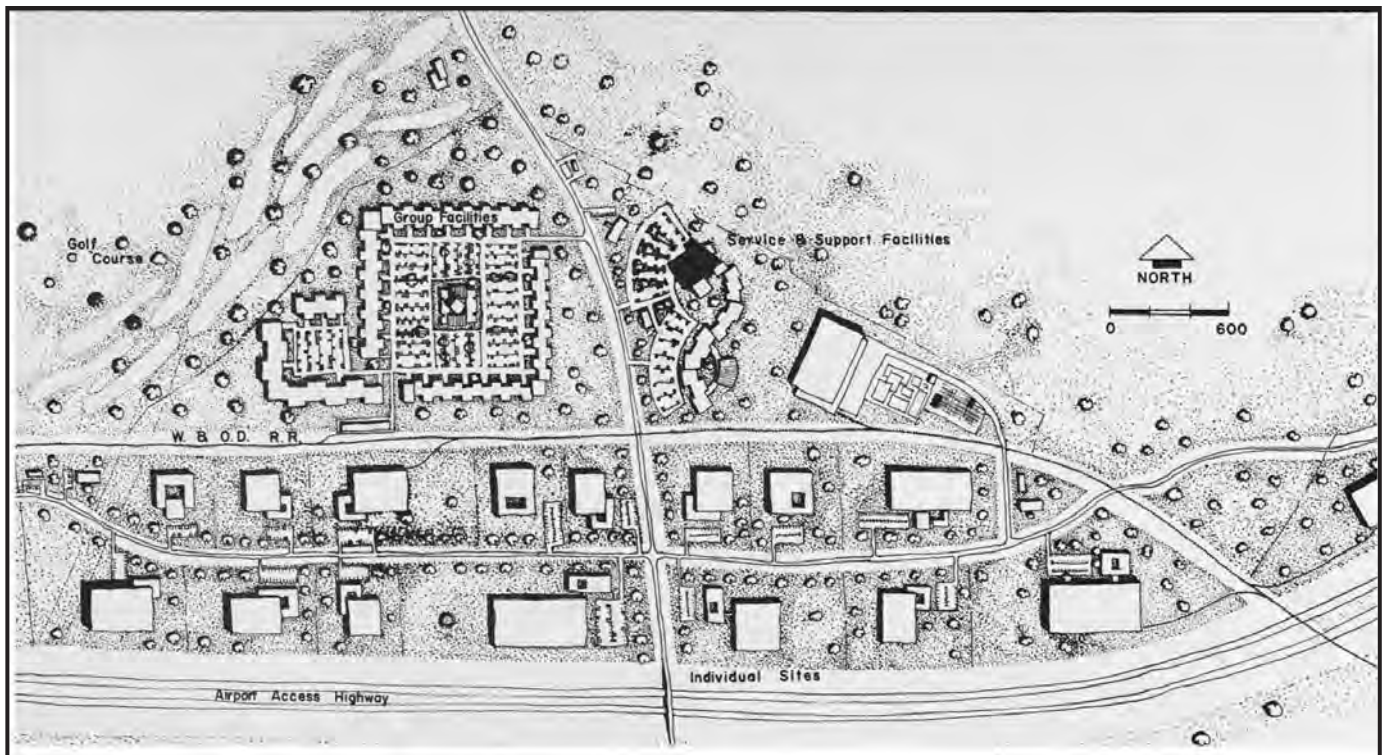 Group Facilities
Service & Support Facilities
Golf
Course
NORTH
0 600
W. & O.D. R.R.
Individual Sites
Airport Access Highway